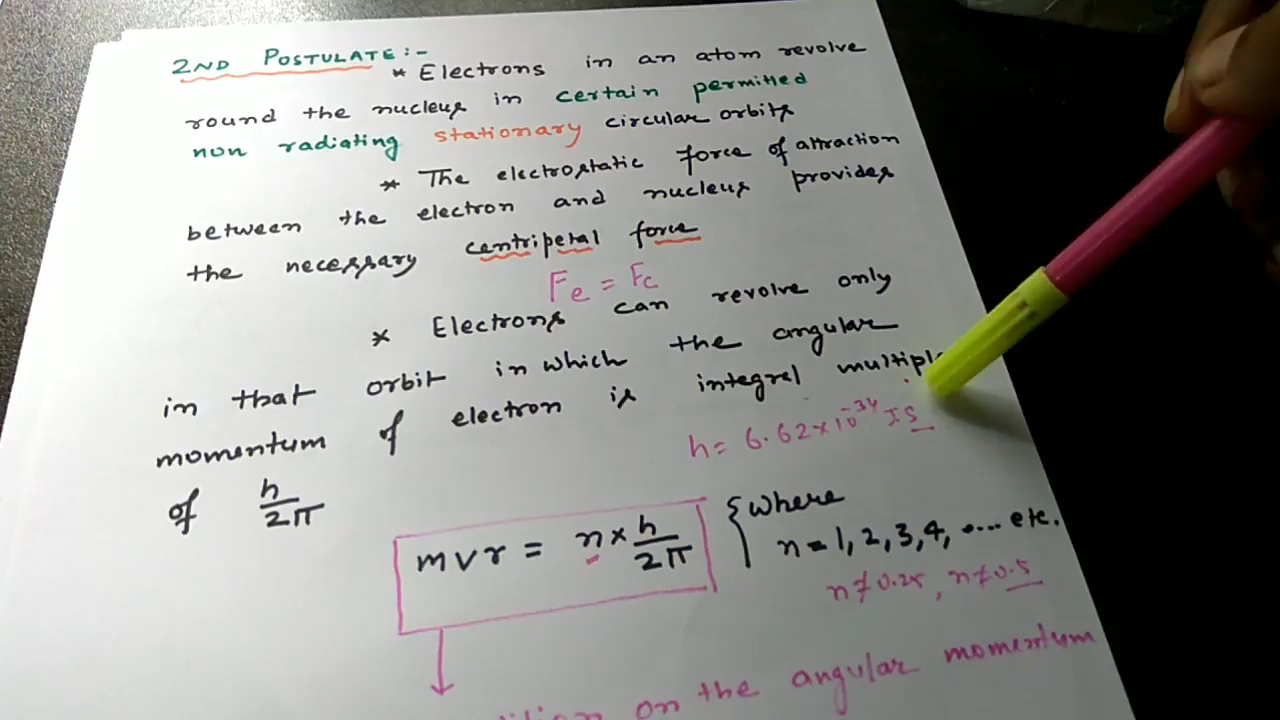 2ND POSTULATE:-
* Electrons in an atom revolve
round the nucleus in certain permitted
non radiating stationary circular orbits
* The electrostatic force of attraction
between the electron and nucleus provides
the necessary centripetal force
Fe = Fc
* Electrons can revolve only
in that orbit in which the angular
momentum of electron is integral
of h/2π
h = 6.62×10⁻³⁴ JS
mvr = n × h/2π
{where
n = 1, 2, 3, 4, .... etc.
n ≠ 0.25, n ≠ 0.5
on the angular momentum